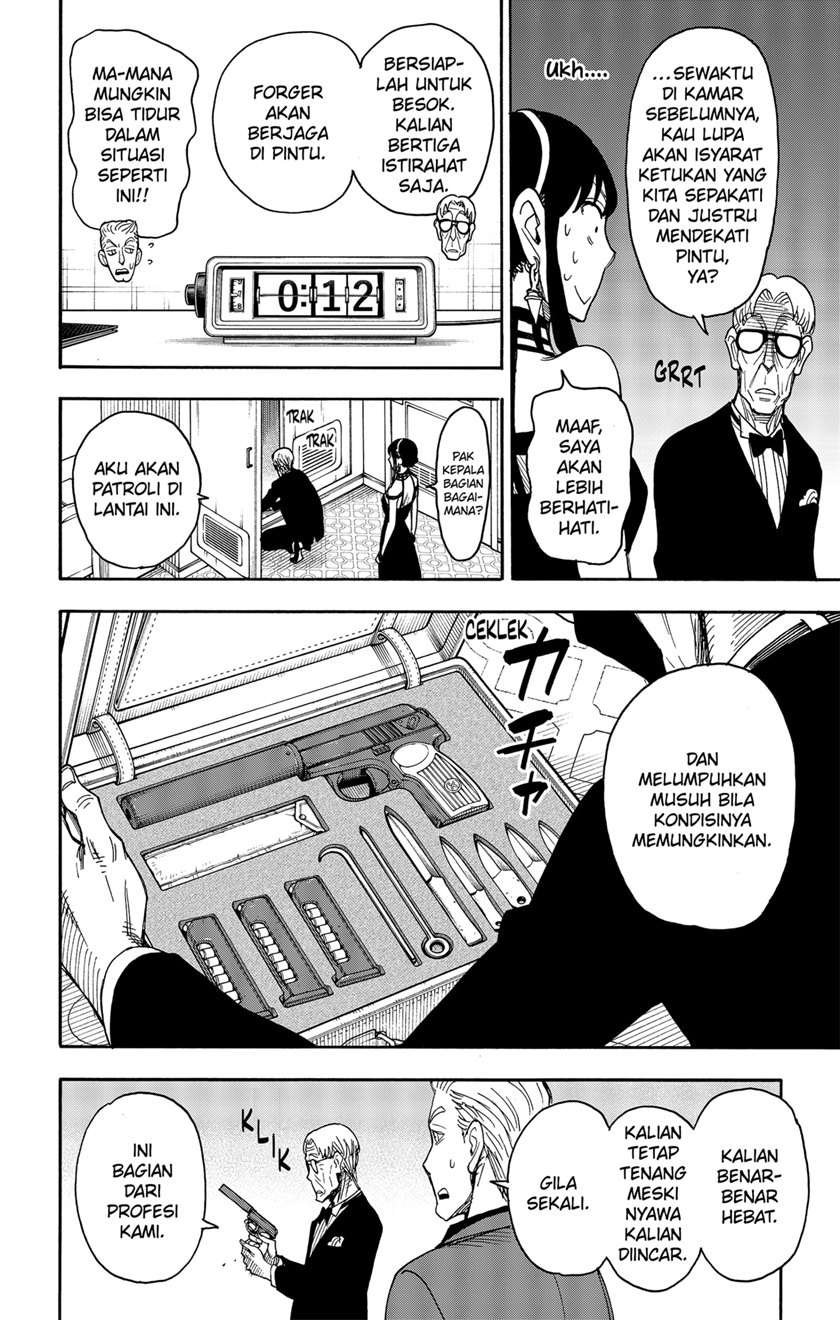 ...SEWAKTU
DI KAMAR
SEBELUMNYA,
KAU LUPA
AKAN ISYARAT
KETUKAN YANG
KITA SEPAKATI
DAN JUSTRU
MENDEKATI
PINTU,
YA?
Ukh....
GRRT
MAAF,
SAYA
AKAN
LEBIH
BERHATI-
HATI.
BERSIAP-
LAH UNTUK
BESOK.
KALIAN
BERTIGA
ISTIRAHAT
SAJA.
FORGER
AKAN
BERJAGA
DI PINTU.
MA-MANA
MUNGKIN
BISA TIDUR
DALAM
SITUASI
SEPERTI
INI!!
0:12
PAK
KEPALA
BAGIAN
BAGAI-
MANA?
TRAK
TRAK
AKU AKAN
PATROLI DI
LANTAI INI.
CEKLEK
カチャ
DAN
MELUMPUHKAN
MUSUH BILA
KONDISINYA
MEMUNGKINKAN.
KALIAN
BENAR-
BENAR
HEBAT.
KALIAN
TETAP
TENANG
MESKI
NYAWA
KALIAN
DIINCAR.
GILA
SEKALI.
KLIK
INI
BAGIAN
DARI
PROFESI
KAMI.